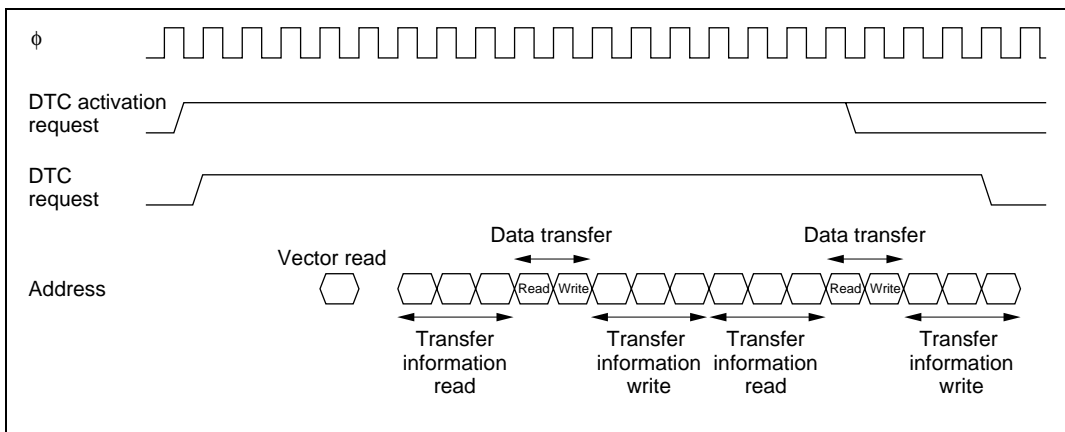 φ
DTC activation
request
DTC
request
Data transfer
Data transfer
Vector read
Address
Read
Write
Read
Write
Transfer
information
read
Transfer
information
write
Transfer
information
read
Transfer
information
write